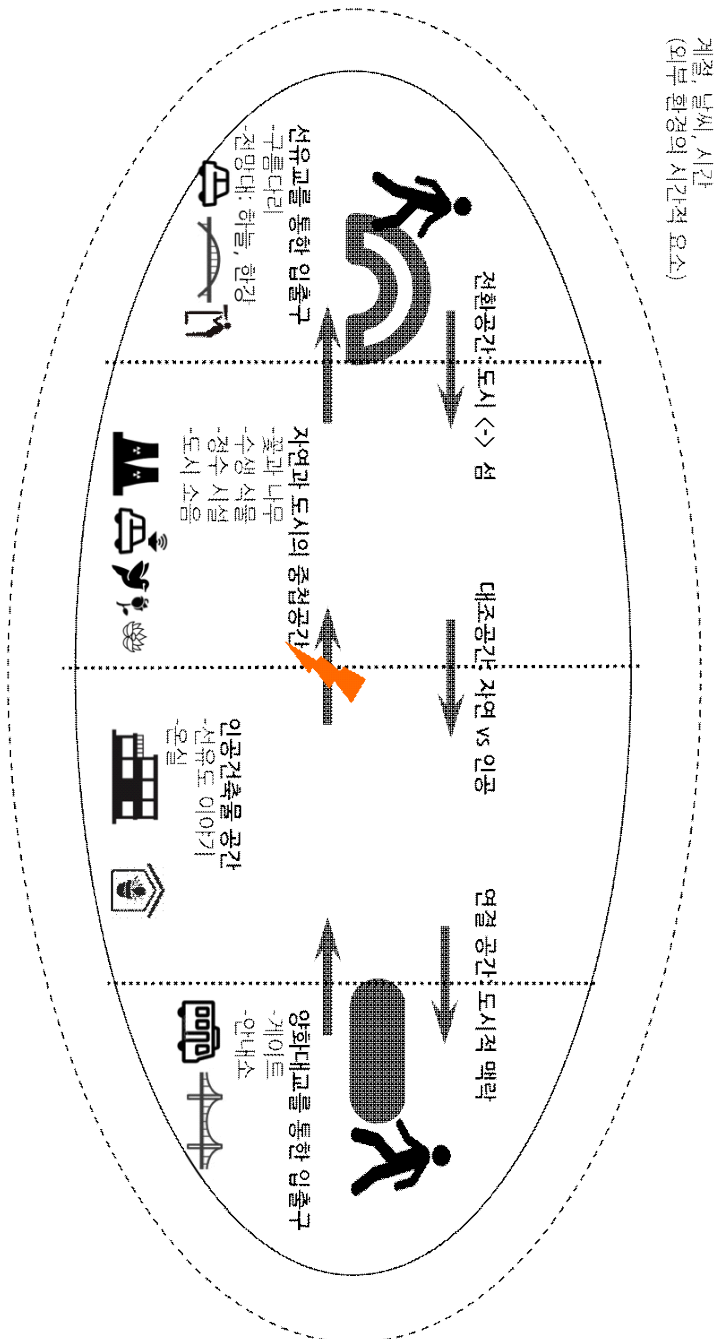 계절, 날씨, 시간
(외부 환경의 시간적 요소)
전환공간: 도시 <-> 섬
대조공간: 자연 vs 인공
연결 공간: 도시적 맥락
선유교를 통한 입출구
-구름다리
-전망대: 하늘, 한강
자연과 도시의 중첩공간
-꽃과 나무
-수생 식물
-정수 시설
-도시 소음
인공건축물 공간
-선유도 이야기
-온실
양화대교를 통한 입출구
-게이트
-안내소